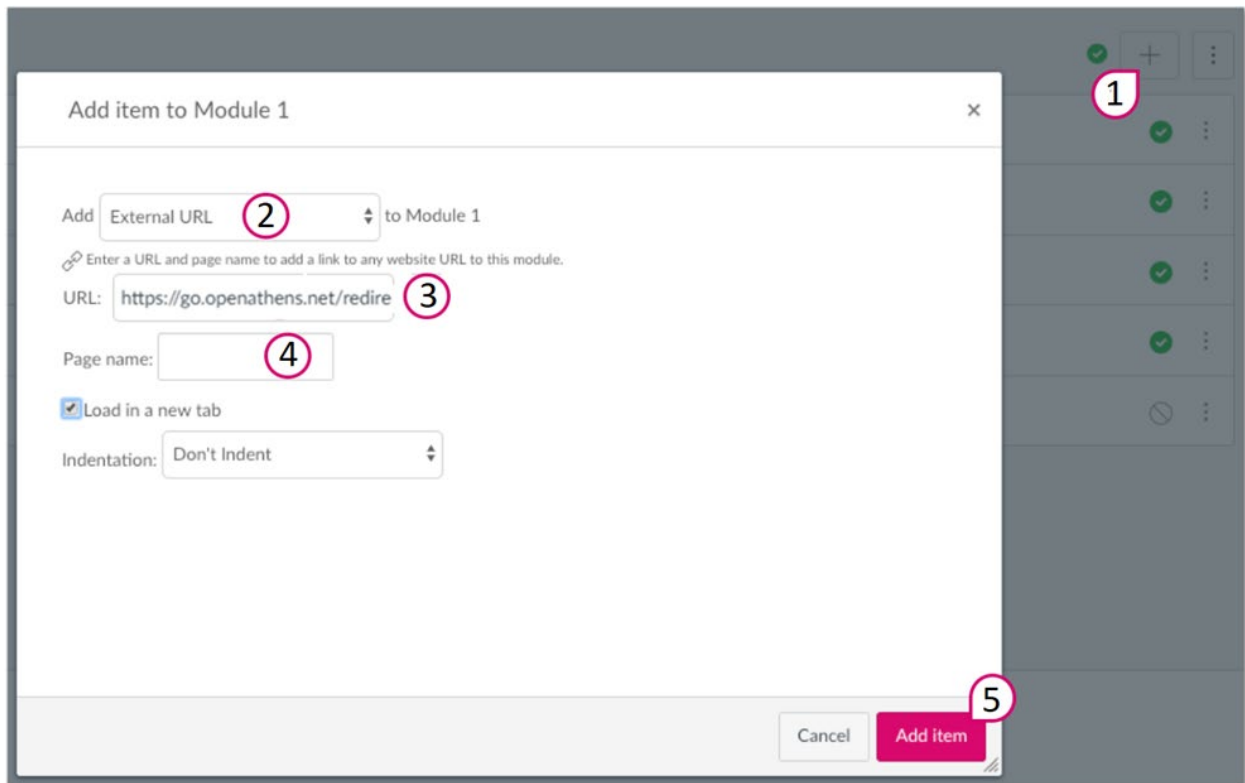 1
Add item to Module 1 ×
Add External URL 2 to Module 1
Enter a URL and page name to add a link to any website URL to this module.
URL: https://go.openathens.net/redire 3
Page name: 4
Load in a new tab
Indentation: Don't Indent
5
Cancel Add item